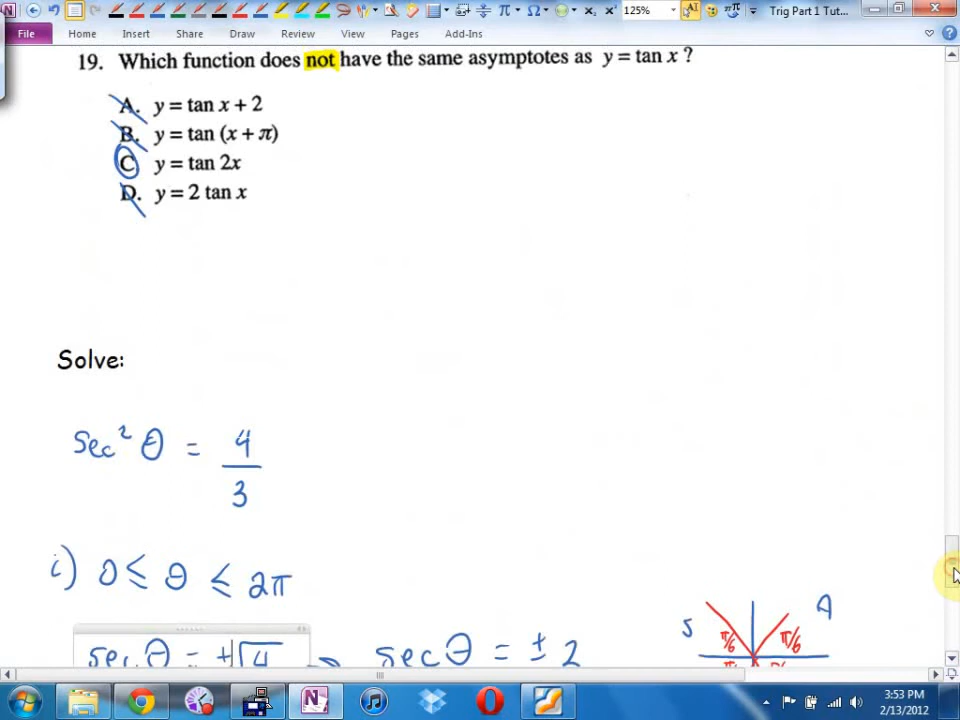 125%
Trig Part 1 Tut...
File Home Insert Share Draw Review View Pages Add-Ins
19. Which function does not have the same asymptotes as y = tan x ?
A. y = tan x + 2
B. y = tan (x + π)
C y = tan 2x
D. y = 2 tan x
Solve:
sec² θ = 4/3
i) 0 ≤ θ ≤ 2π
S A
π/6 π/6
sec θ = ±√4 → sec θ = ± 2
3:53 PM
2/13/2012